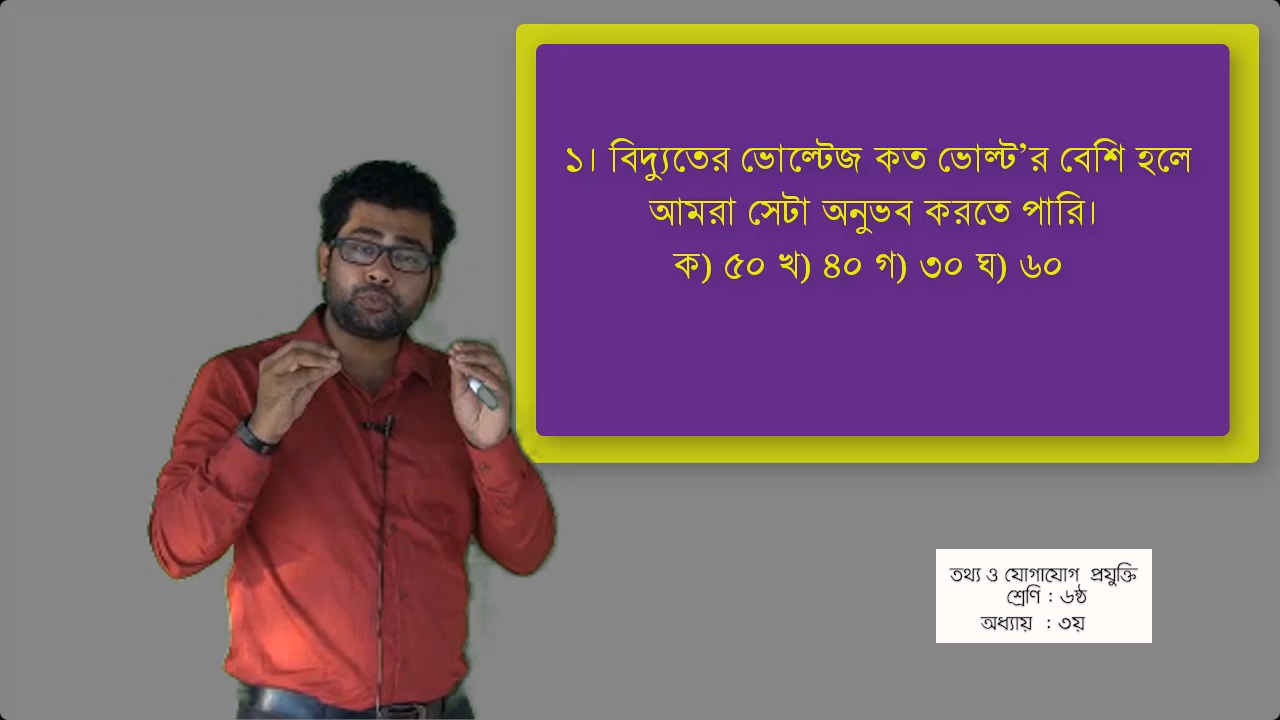 ১। বিদ্যুতের ভোল্টেজ কত ভোল্ট’র বেশি হলে
আমরা সেটা অনুভব করতে পারি।
ক) ৫০ খ) ৪০ গ) ৩০ ঘ) ৬০
তথ্য ও যোগাযোগ প্রযুক্তি
শ্রেণি : ৬ষ্ঠ
অধ্যায় : ৩য়